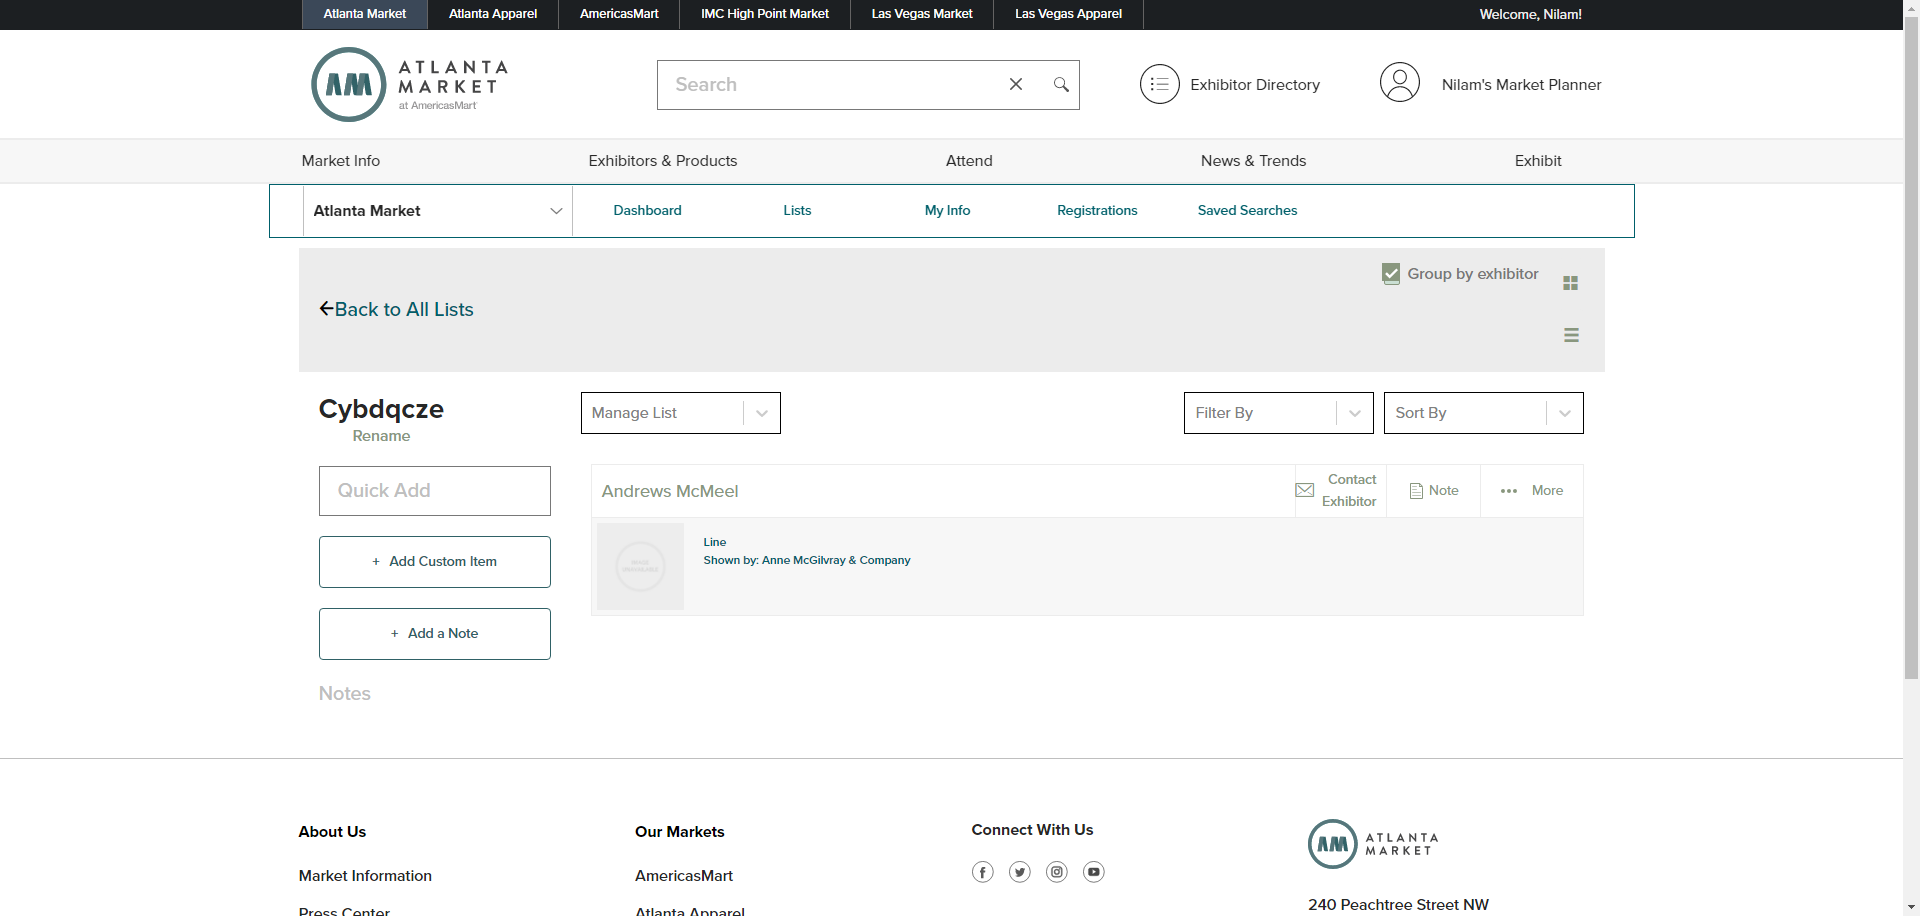 Atlanta Market
Atlanta Apparel
AmericasMart
IMC High Point Market
Las Vegas Market
Las Vegas Apparel
Welcome, Nilam!
AM
ATLANTA
MARKET
at AmericasMart
Search
Exhibitor Directory
Nilam's Market Planner
Market Info
Exhibitors & Products
Attend
News & Trends
Exhibit
Atlanta Market
Dashboard
Lists
My Info
Registrations
Saved Searches
Group by exhibitor
Back to All Lists
Cybdqcze
Rename
Manage List
Filter By
Sort By
Quick Add
+ Add Custom Item
+ Add a Note
Notes
Andrews McMeel
Contact
Exhibitor
Note
More
Line
Shown by: Anne McGilvray & Company
About Us
Market Information
Press Center
Our Markets
AmericasMart
Atlanta Apparel
Connect With Us
AM
ATLANTA
MARKET
240 Peachtree Street NW